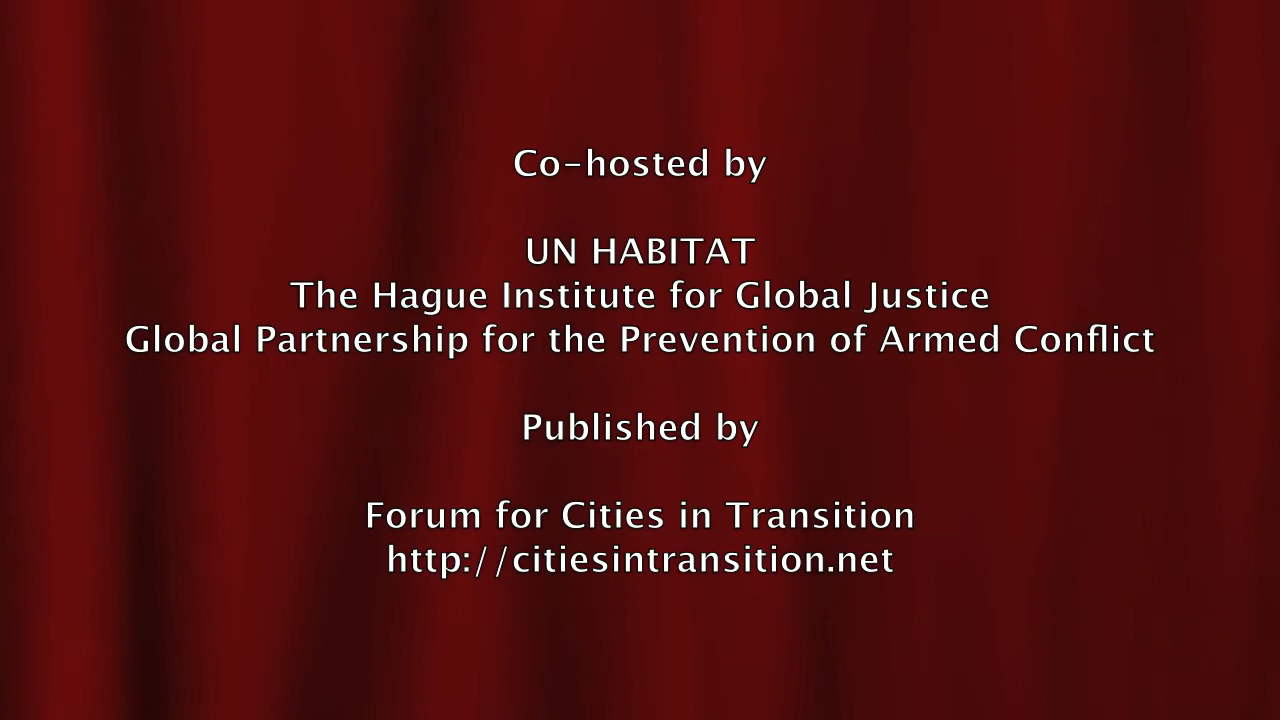 Co-hosted by
UN HABITAT
The Hague Institute for Global Justice
Global Partnership for the Prevention of Armed Conflict
Published by
Forum for Cities in Transition
http://citiesintransition.net